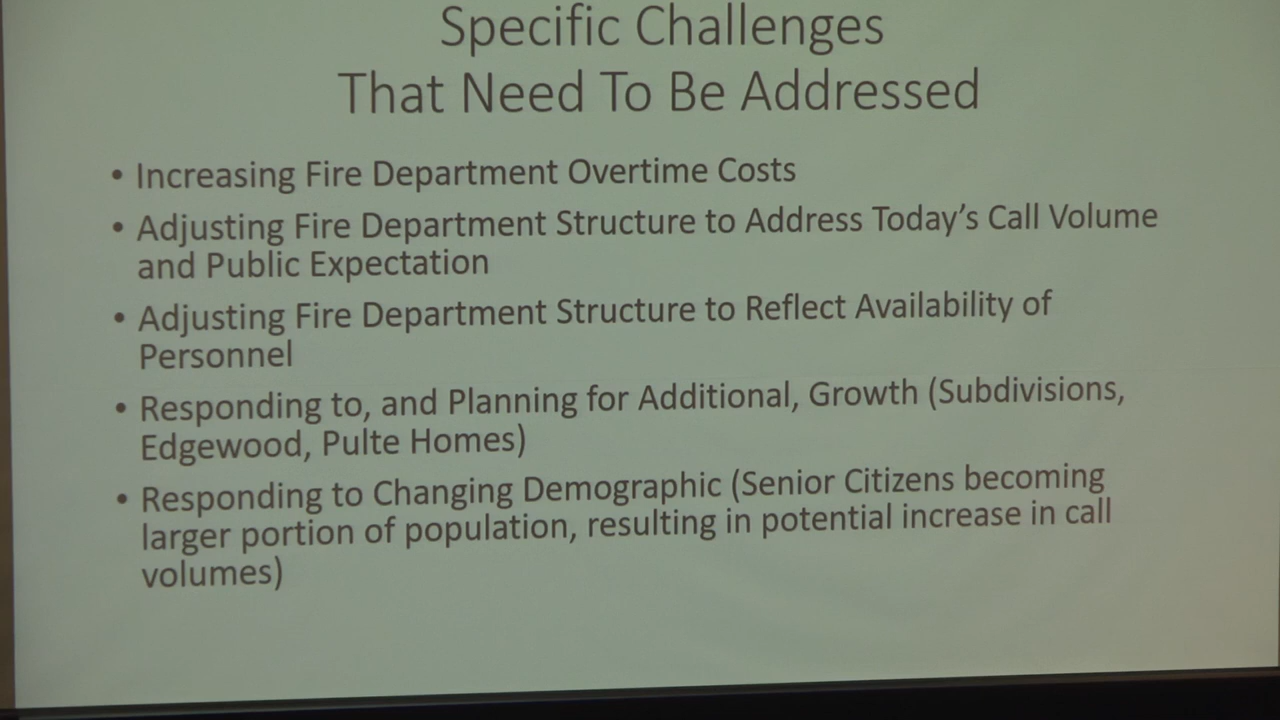 Specific Challenges
That Need To Be Addressed
• Increasing Fire Department Overtime Costs
• Adjusting Fire Department Structure to Address Today's Call Volume
and Public Expectation
• Adjusting Fire Department Structure to Reflect Availability of
Personnel
• Responding to, and Planning for Additional, Growth (Subdivisions,
Edgewood, Pulte Homes)
• Responding to Changing Demographic (Senior Citizens becoming
larger portion of population, resulting in potential increase in call
volumes)